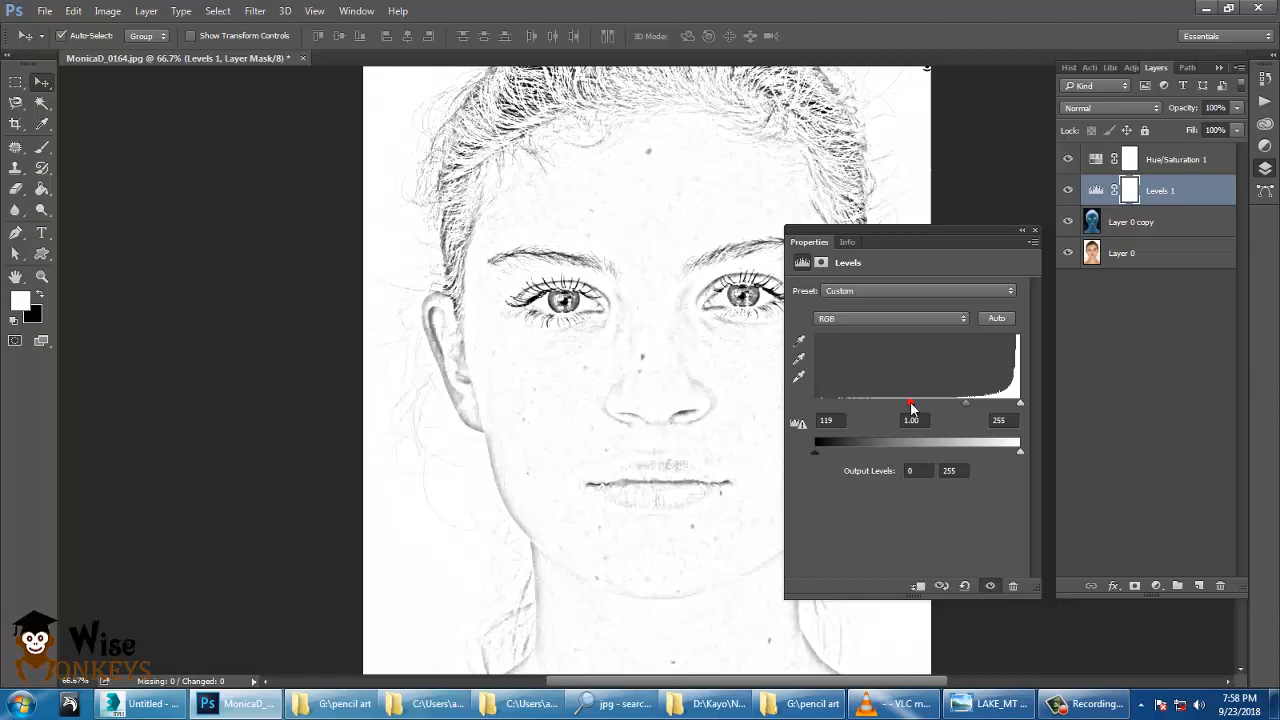 Ps File Edit Image Layer Type Select Filter 3D View Window Help
Auto-Select: Group Show Transform Controls 3D Mode: Essentials
MonicaD_0164.jpg @ 66.7% (Levels 1, Layer Mask/8) *
Hist Acti Libr Adju Layers Path
Kind
Normal Opacity: 100%
Lock: Fill: 100%
Hue/Saturation 1
Levels 1
Layer 0 copy
Layer 0
Properties Info
Levels
Preset: Custom
RGB Auto
119 1.00 255
Output Levels: 0 255
Wise
MONKEYS
66.67% Missing: 0 / Changed: 0
Untitled - ... MonicaD_... G:\pencil art C:\Users\a... C:\Users\a... jpg - searc... D:\Kayo\N... G:\pencil art - - VLC m... LAKE_MT ... Recording...
7:58 PM
9/23/2018